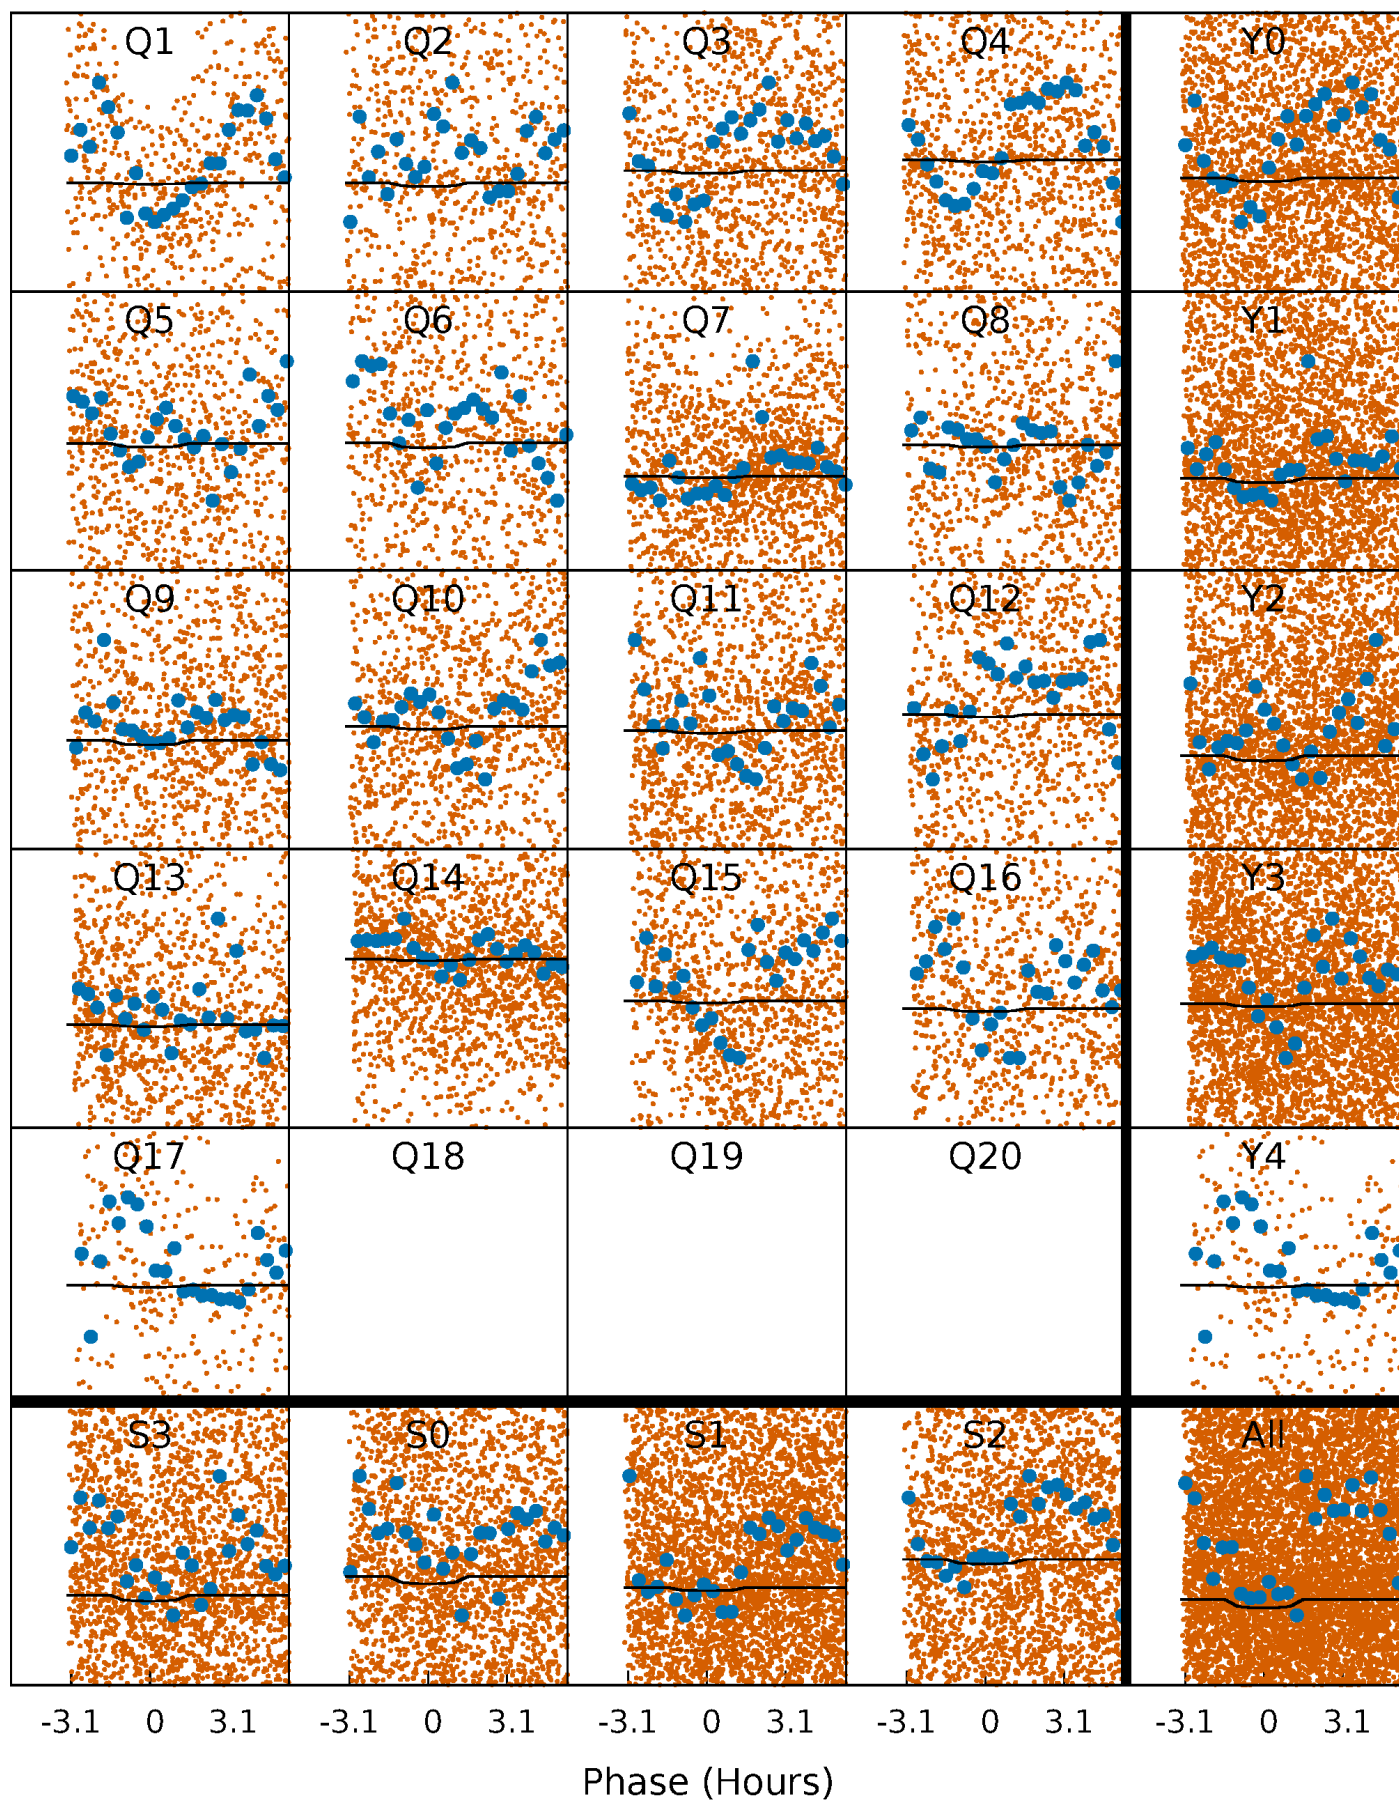 Q1 Q2 Q3 Q4 Y0
Q5 Q6 Q7 Q8 Y1
Q9 Q10 Q11 Q12 Y2
Q13 Q14 Q15 Q16 Y3
Q17 Q18 Q19 Q20 Y4
S3 S0 S1 S2 All
-3.1 0 3.1 -3.1 0 3.1 -3.1 0 3.1 -3.1 0 3.1 -3.1 0 3.1
Phase (Hours)